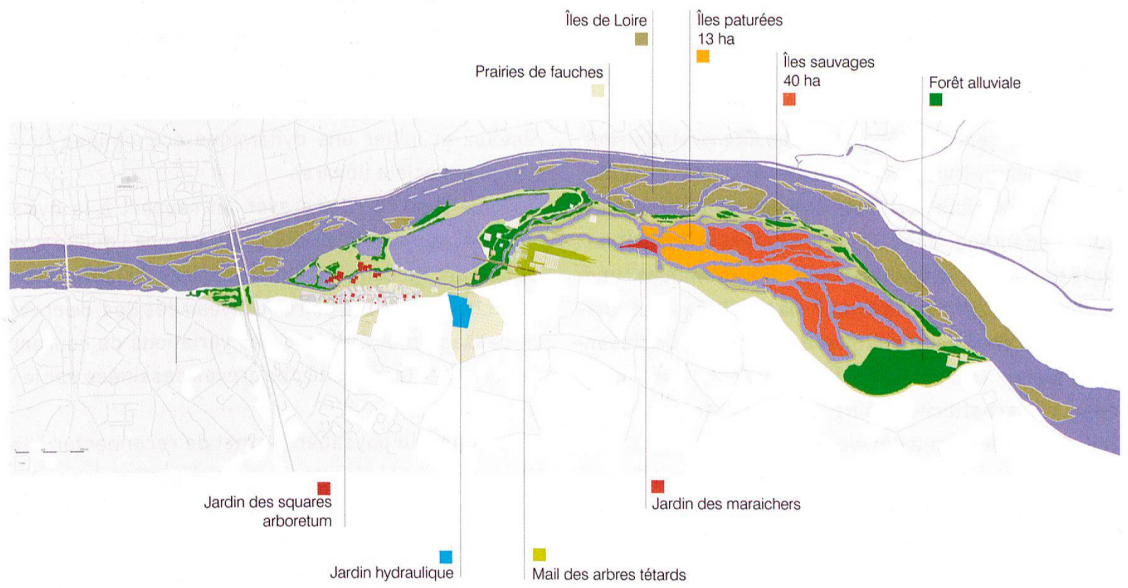 Îles de Loire
Îles paturées
13 ha
Prairies de fauches
Îles sauvages
40 ha
Forêt alluviale
Jardin des squares
arboretum
Jardin des maraichers
Jardin hydraulique
Mail des arbres tétards